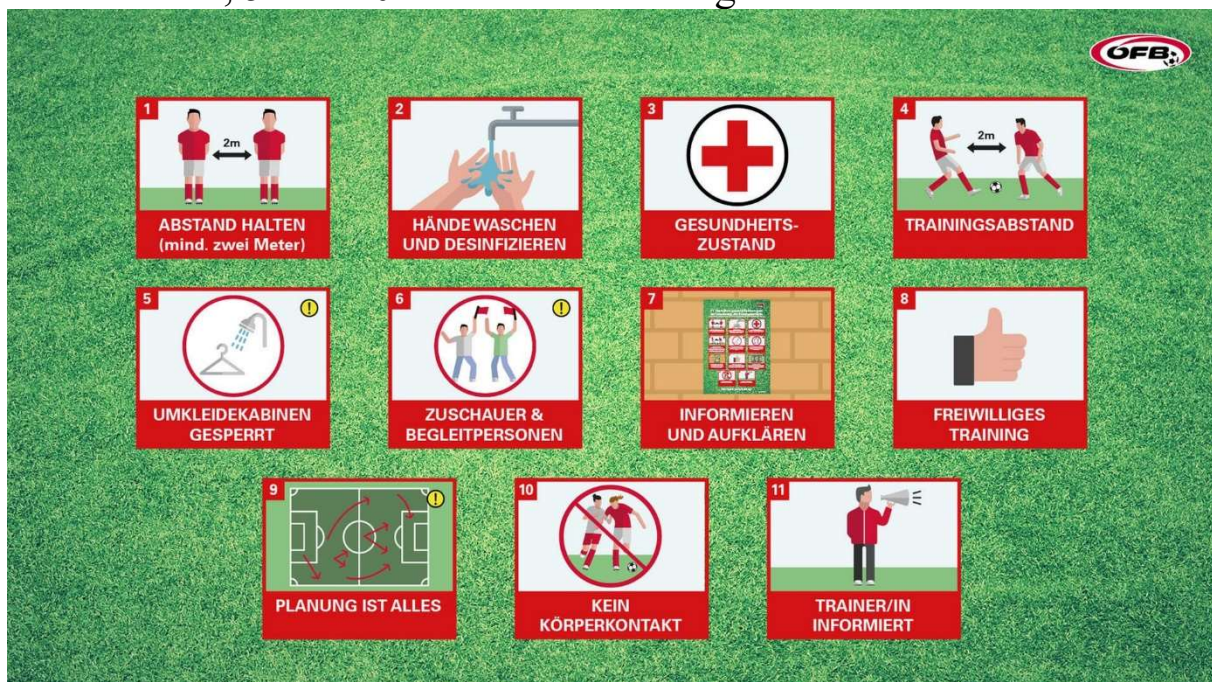 ÖFB
1
2m
ABSTAND HALTEN
(mind. zwei Meter)
2
HÄNDE WASCHEN
UND DESINFIZIEREN
3
GESUNDHEITS-
ZUSTAND
4
2m
TRAININGSABSTAND
5
!
UMKLEIDEKABINEN
GESPERRT
6
!
ZUSCHAUER &
BEGLEITPERSONEN
7
INFORMIEREN
UND AUFKLÄREN
8
FREIWILLIGES
TRAINING
9
!
PLANUNG IST ALLES
10
KEIN
KÖRPERKONTAKT
11
TRAINER/IN
INFORMIERT